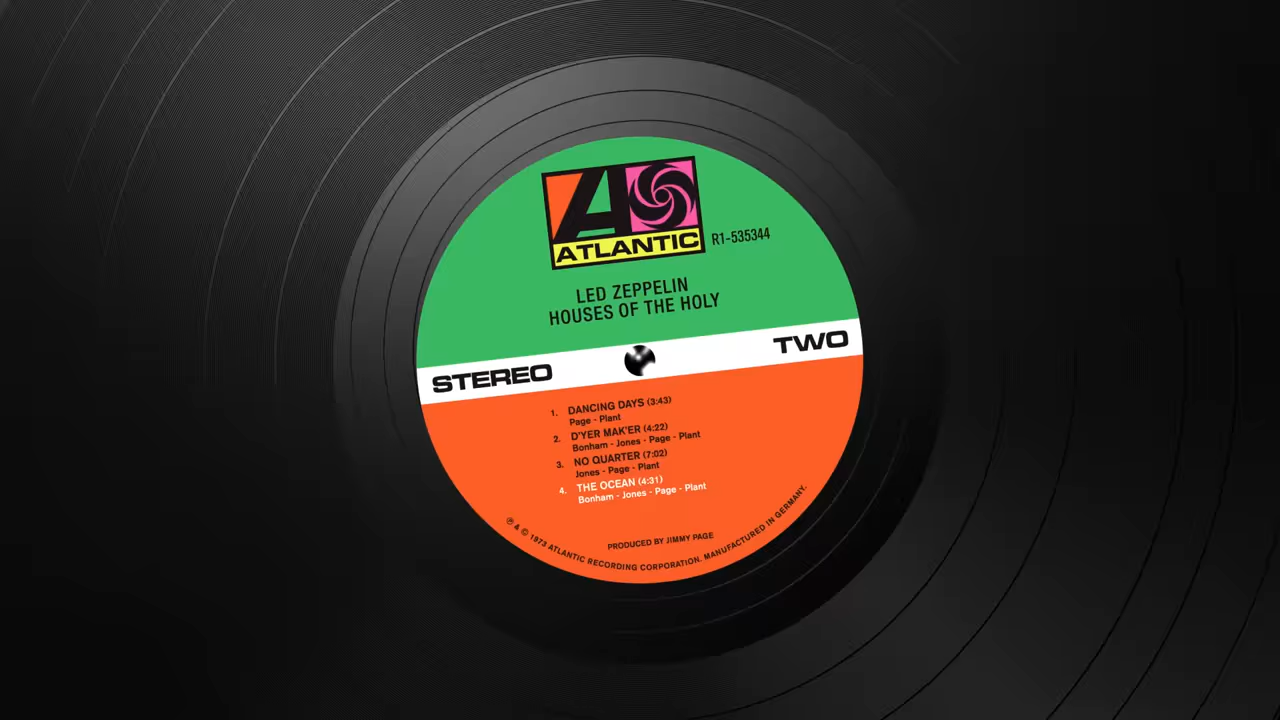 ATLANTIC
R1-535344
LED ZEPPELIN
HOUSES OF THE HOLY
STEREO
TWO
1. DANCING DAYS (3:43)
Page - Plant
2. D'YER MAK'ER (4:22)
Bonham - Jones - Page - Plant
3. NO QUARTER (7:02)
Jones - Page - Plant
4. THE OCEAN (4:31)
Bonham - Jones - Page - Plant
PRODUCED BY JIMMY PAGE
℗ & © 1973 ATLANTIC RECORDING CORPORATION. MANUFACTURED IN GERMANY.